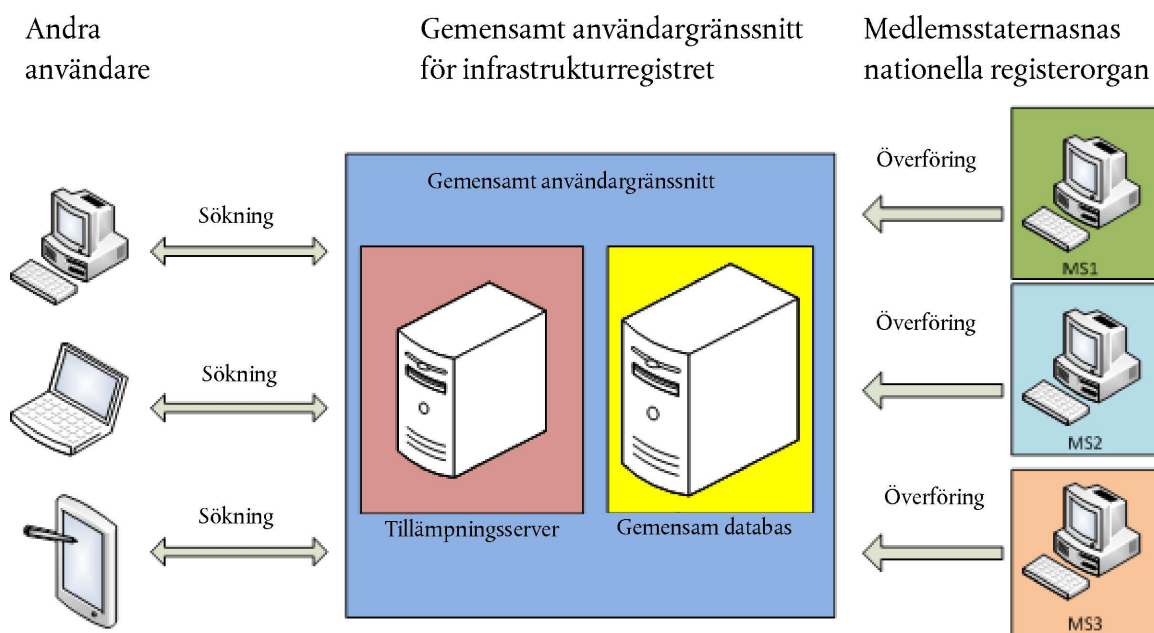 Andra
användare
Gemensamt användargränssnitt
för infrastrukturregistret
Medlemsstaternasnas
nationella registerorgan
Gemensamt användargränssnitt
Sökning
Sökning
Sökning
Tillämpningsserver
Gemensam databas
Överföring
MS1
Överföring
MS2
Överföring
MS3